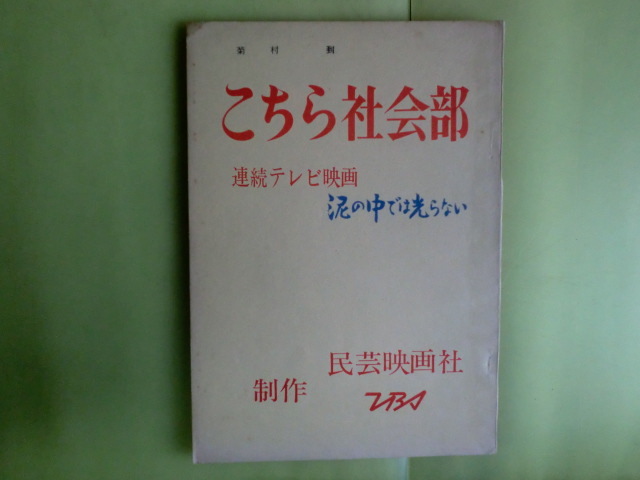 こちら社会部
連続テレビ映画
泥の中では光らない
民芸映画社
制作
TBS